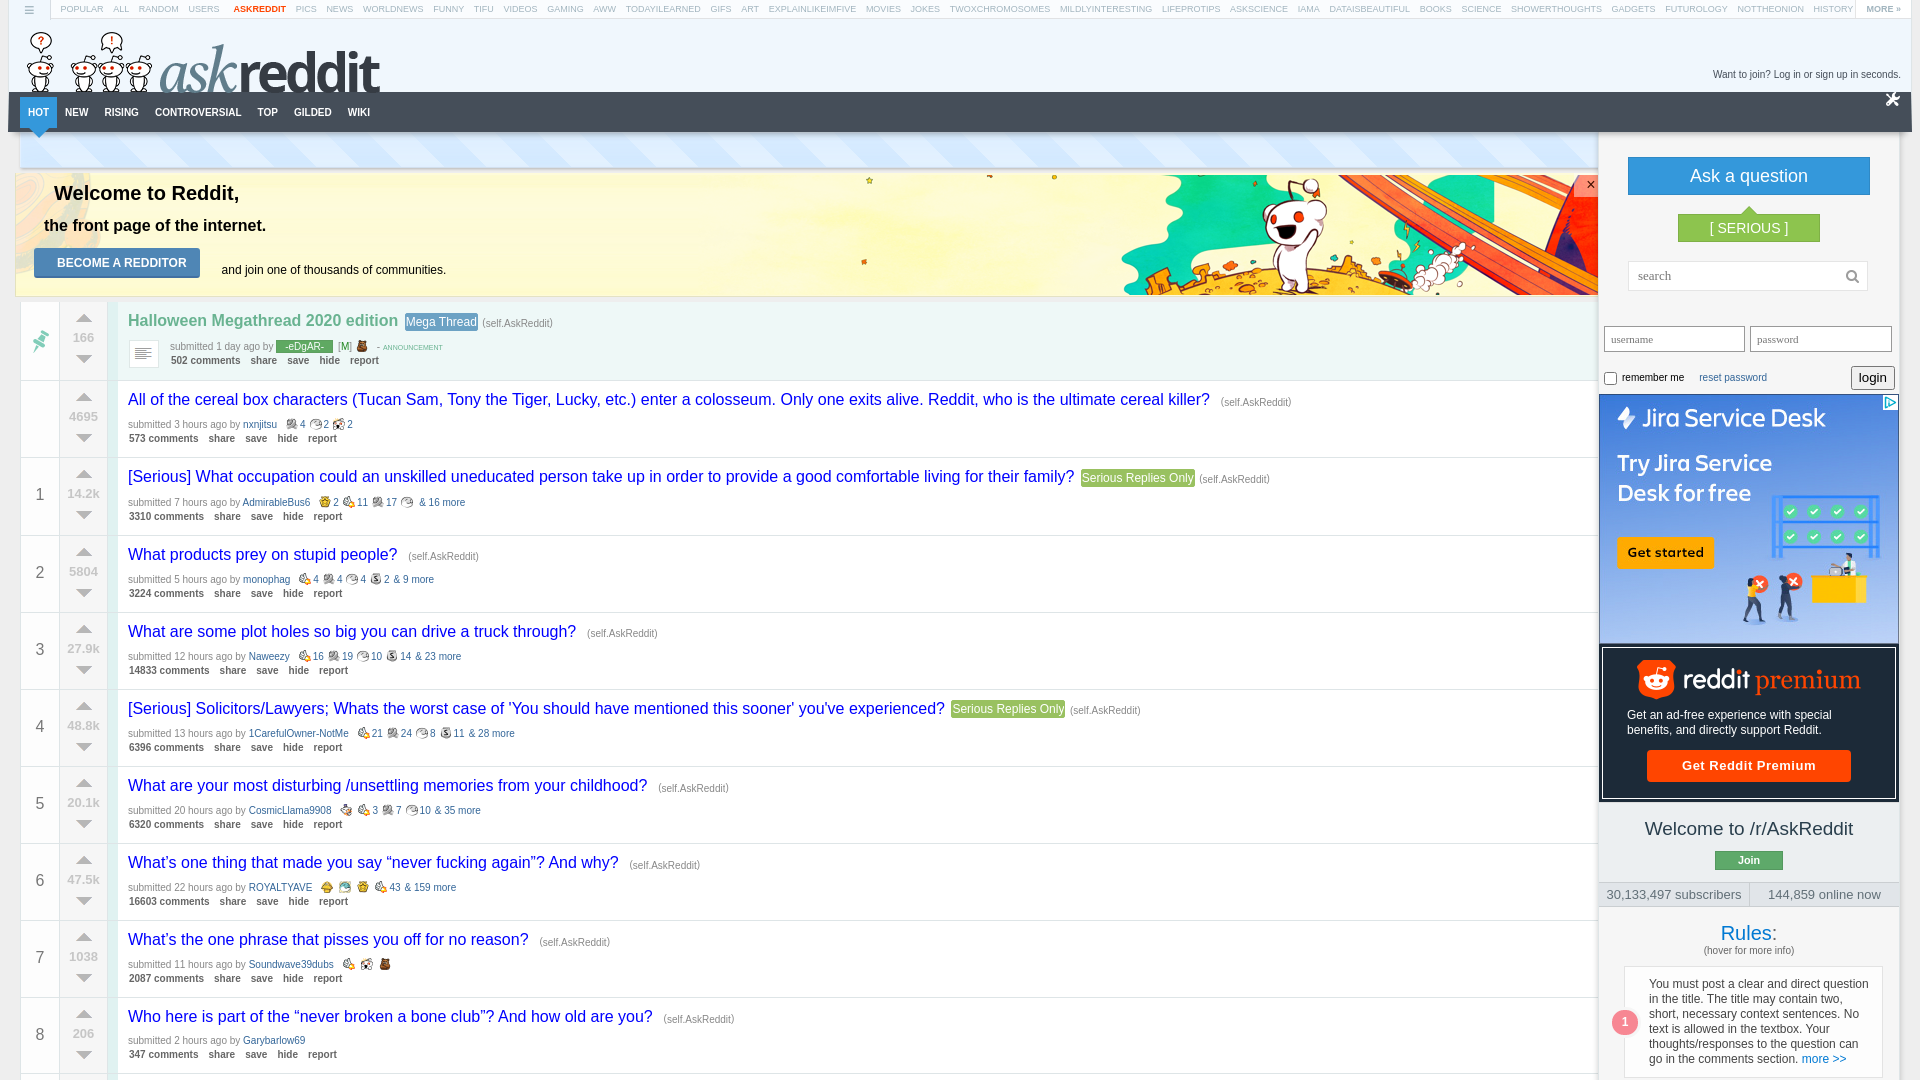 ≡ POPULAR ALL RANDOM USERS ASKREDDIT PICS NEWS WORLDNEWS FUNNY TIFU VIDEOS GAMING AWW TODAYILEARNED GIFS ART EXPLAINLIKEIMFIVE MOVIES JOKES TWOXCHROMOSOMES MILDLYINTERESTING LIFEPROTIPS ASKSCIENCE IAMA DATAISBEAUTIFUL BOOKS SCIENCE SHOWERTHOUGHTS GADGETS FUTUROLOGY NOTTHEONION HISTORY MORE »
? !
askreddit
Want to join? Log in or sign up in seconds.
HOT NEW RISING CONTROVERSIAL TOP GILDED WIKI
Welcome to Reddit,
the front page of the internet.
BECOME A REDDITOR and join one of thousands of communities.
×
166
Halloween Megathread 2020 edition Mega Thread (self.AskReddit)
submitted 1 day ago by -eDgAR- [M] - ANNOUNCEMENT
502 comments share save hide report
4695
All of the cereal box characters (Tucan Sam, Tony the Tiger, Lucky, etc.) enter a colosseum. Only one exits alive. Reddit, who is the ultimate cereal killer? (self.AskReddit)
submitted 3 hours ago by nxnjitsu 4 2 2
573 comments share save hide report
1
14.2k
[Serious] What occupation could an unskilled uneducated person take up in order to provide a good comfortable living for their family? Serious Replies Only (self.AskReddit)
submitted 7 hours ago by AdmirableBus6 2 11 17 & 16 more
3310 comments share save hide report
2
5804
What products prey on stupid people? (self.AskReddit)
submitted 5 hours ago by monophag 4 4 4 2 & 9 more
3224 comments share save hide report
3
27.9k
What are some plot holes so big you can drive a truck through? (self.AskReddit)
submitted 12 hours ago by Naweezy 16 19 10 14 & 23 more
14833 comments share save hide report
4
48.8k
[Serious] Solicitors/Lawyers; Whats the worst case of 'You should have mentioned this sooner' you've experienced? Serious Replies Only (self.AskReddit)
submitted 13 hours ago by 1CarefulOwner-NotMe 21 24 8 11 & 28 more
6396 comments share save hide report
5
20.1k
What are your most disturbing /unsettling memories from your childhood? (self.AskReddit)
submitted 20 hours ago by CosmicLlama9908 3 7 10 & 35 more
6320 comments share save hide report
6
47.5k
What’s one thing that made you say “never fucking again”? And why? (self.AskReddit)
submitted 22 hours ago by ROYALTYAVE 43 & 159 more
16603 comments share save hide report
7
1038
What’s the one phrase that pisses you off for no reason? (self.AskReddit)
submitted 11 hours ago by Soundwave39dubs
2087 comments share save hide report
8
206
Who here is part of the “never broken a bone club”? And how old are you? (self.AskReddit)
submitted 2 hours ago by Garybarlow69
347 comments share save hide report
Ask a question
[ SERIOUS ]
search
username password
remember me reset password login
Jira Service Desk
Try Jira Service
Desk for free
Get started
reddit premium
Get an ad-free experience with special
benefits, and directly support Reddit.
Get Reddit Premium
Welcome to /r/AskReddit
Join
30,133,497 subscribers 144,859 online now
Rules:
(hover for more info)
1
You must post a clear and direct question
in the title. The title may contain two,
short, necessary context sentences. No
text is allowed in the textbox. Your
thoughts/responses to the question can
go in the comments section. more >>